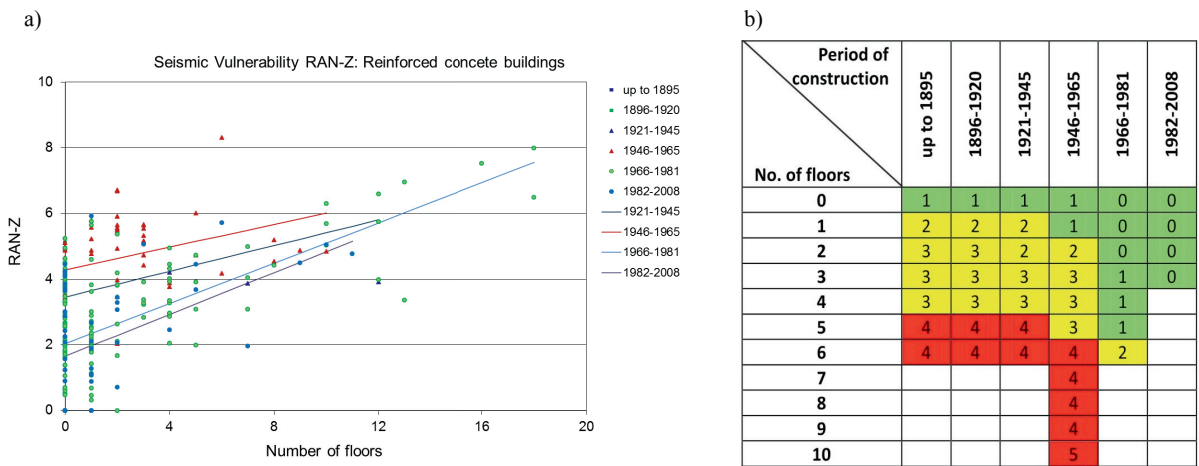 a)
Seismic Vulnerability RAN-Z: Reinforced concete buildings
RAN-Z
10
8
6
4
2
0
0 4 8 12 16 20
Number of floors
up to 1895
1896-1920
1921-1945
1946-1965
1966-1981
1982-2008
1921-1945
1946-1965
1966-1981
1982-2008
b)
Period of
construction
No. of floors
up to 1895
1896-1920
1921-1945
1946-1965
1966-1981
1982-2008
0 1 1 1 1 0 0
1 2 2 2 1 0 0
2 3 3 2 2 0 0
3 3 3 3 3 1 0
4 3 3 3 3 1
5 4 4 4 3 1
6 4 4 4 4 2
7 4
8 4
9 4
10 5